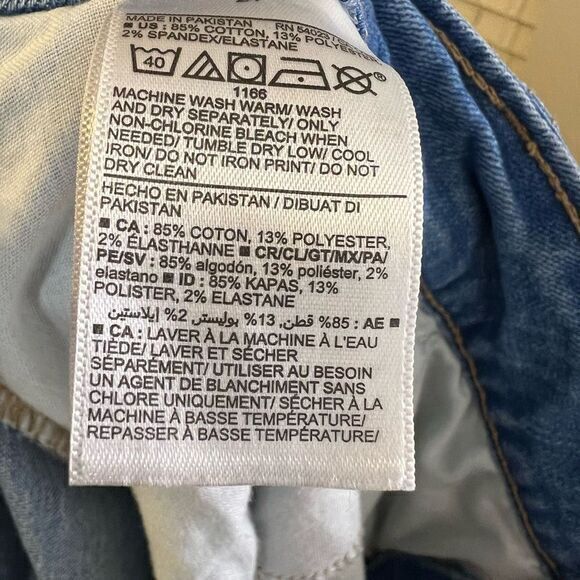 MADE IN PAKISTAN RN 54023 /
■ US : 85% COTTON, 13% POLYESTER,
2% SPANDEX/ELASTANE
40
1166
MACHINE WASH WARM/ WASH
AND DRY SEPARATELY/ ONLY
NON-CHLORINE BLEACH WHEN
NEEDED/ TUMBLE DRY LOW/ COOL
IRON/ DO NOT IRON PRINT/ DO NOT
DRY CLEAN
HECHO EN PAKISTAN / DIBUAT DI
PAKISTAN
■ CA : 85% COTON, 13% POLYESTER,
2% ÉLASTHANNE ■ CR/CL/GT/MX/PA/
PE/SV : 85% algodón, 13% poliéster, 2%
elastano ■ ID : 85% KAPAS, 13%
POLISTER, 2% ELASTANE
■ AE : 85% قطن, 13% بوليستر, 2% إيلاستين
■ CA : LAVER À LA MACHINE À L'EAU
TIÈDE/ LAVER ET SÉCHER
SÉPARÉMENT/ UTILISER AU BESOIN
UN AGENT DE BLANCHIMENT SANS
CHLORE UNIQUEMENT/ SÉCHER À LA
MACHINE À BASSE TEMPÉRATURE/
REPASSER À BASSE TEMPÉRATURE/